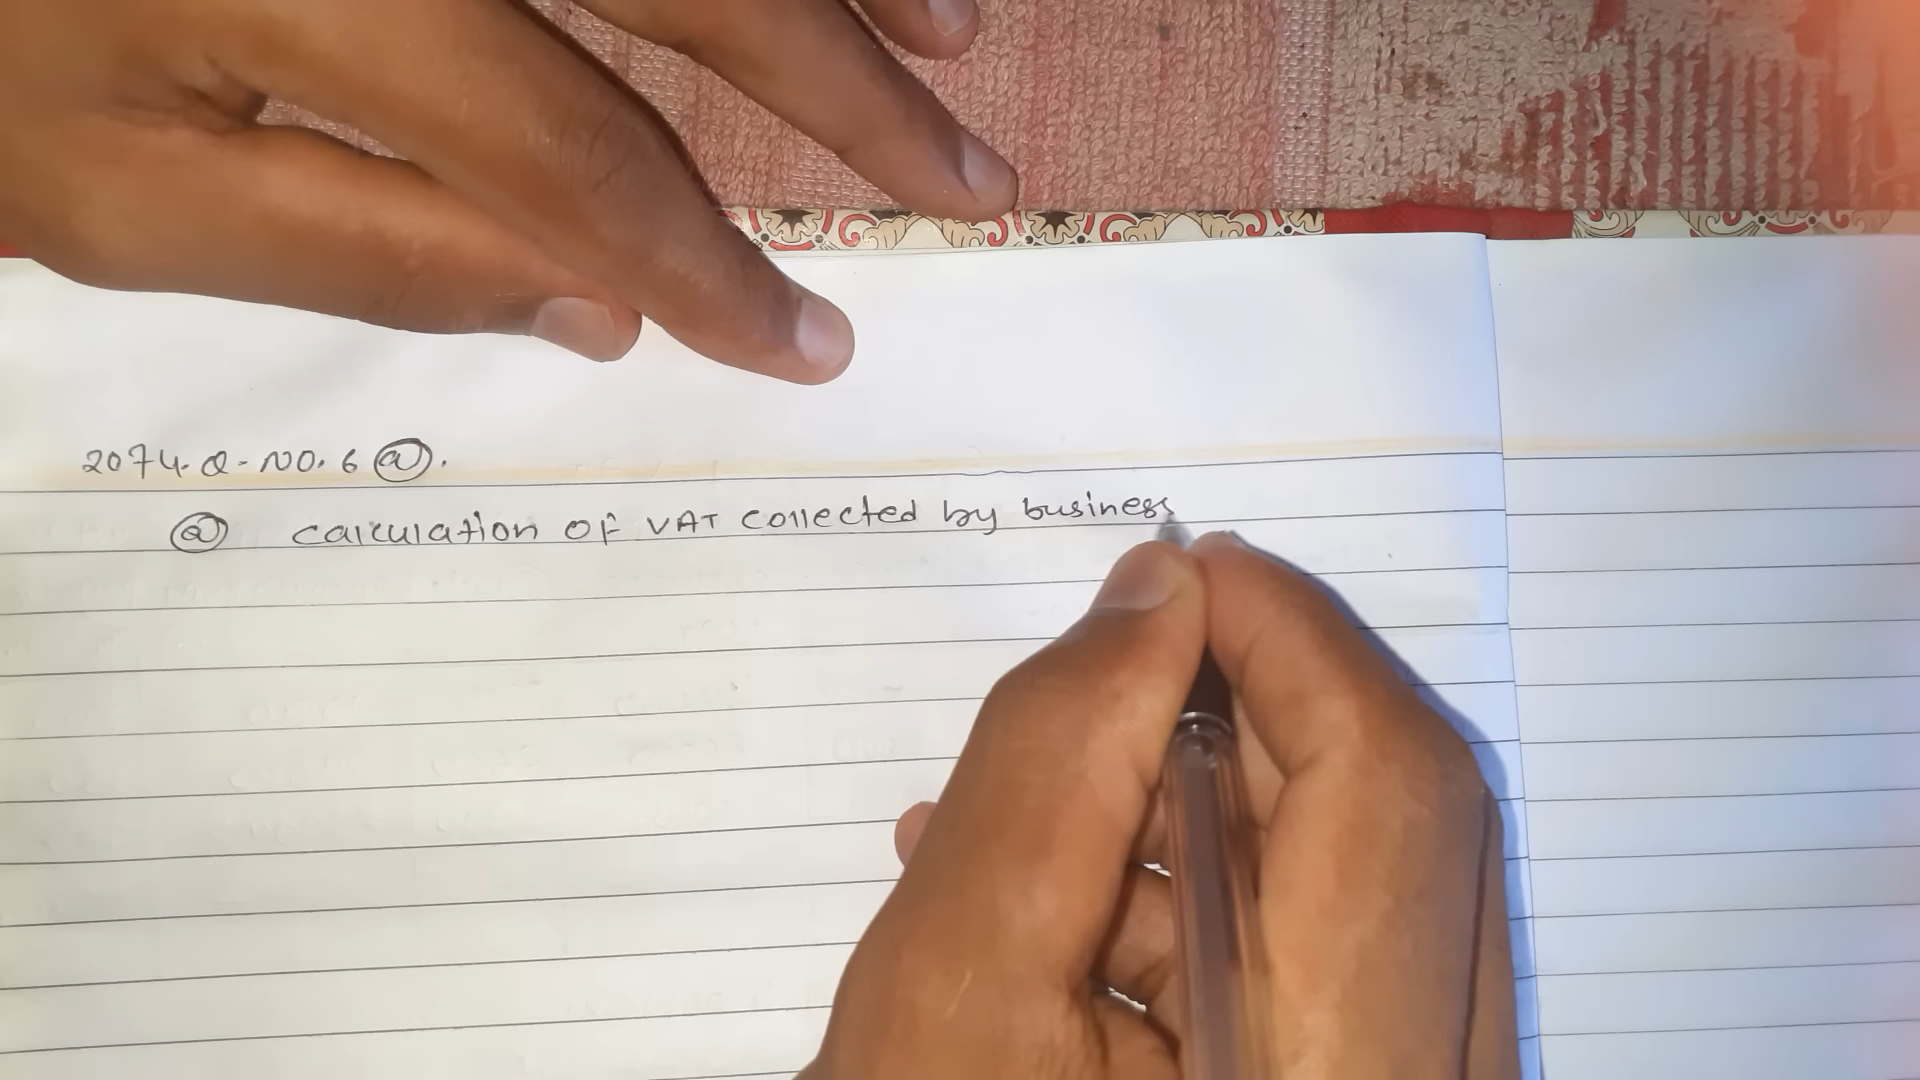 2074. Q. NO. 6 (a).
(a) calculation of VAT collected by business